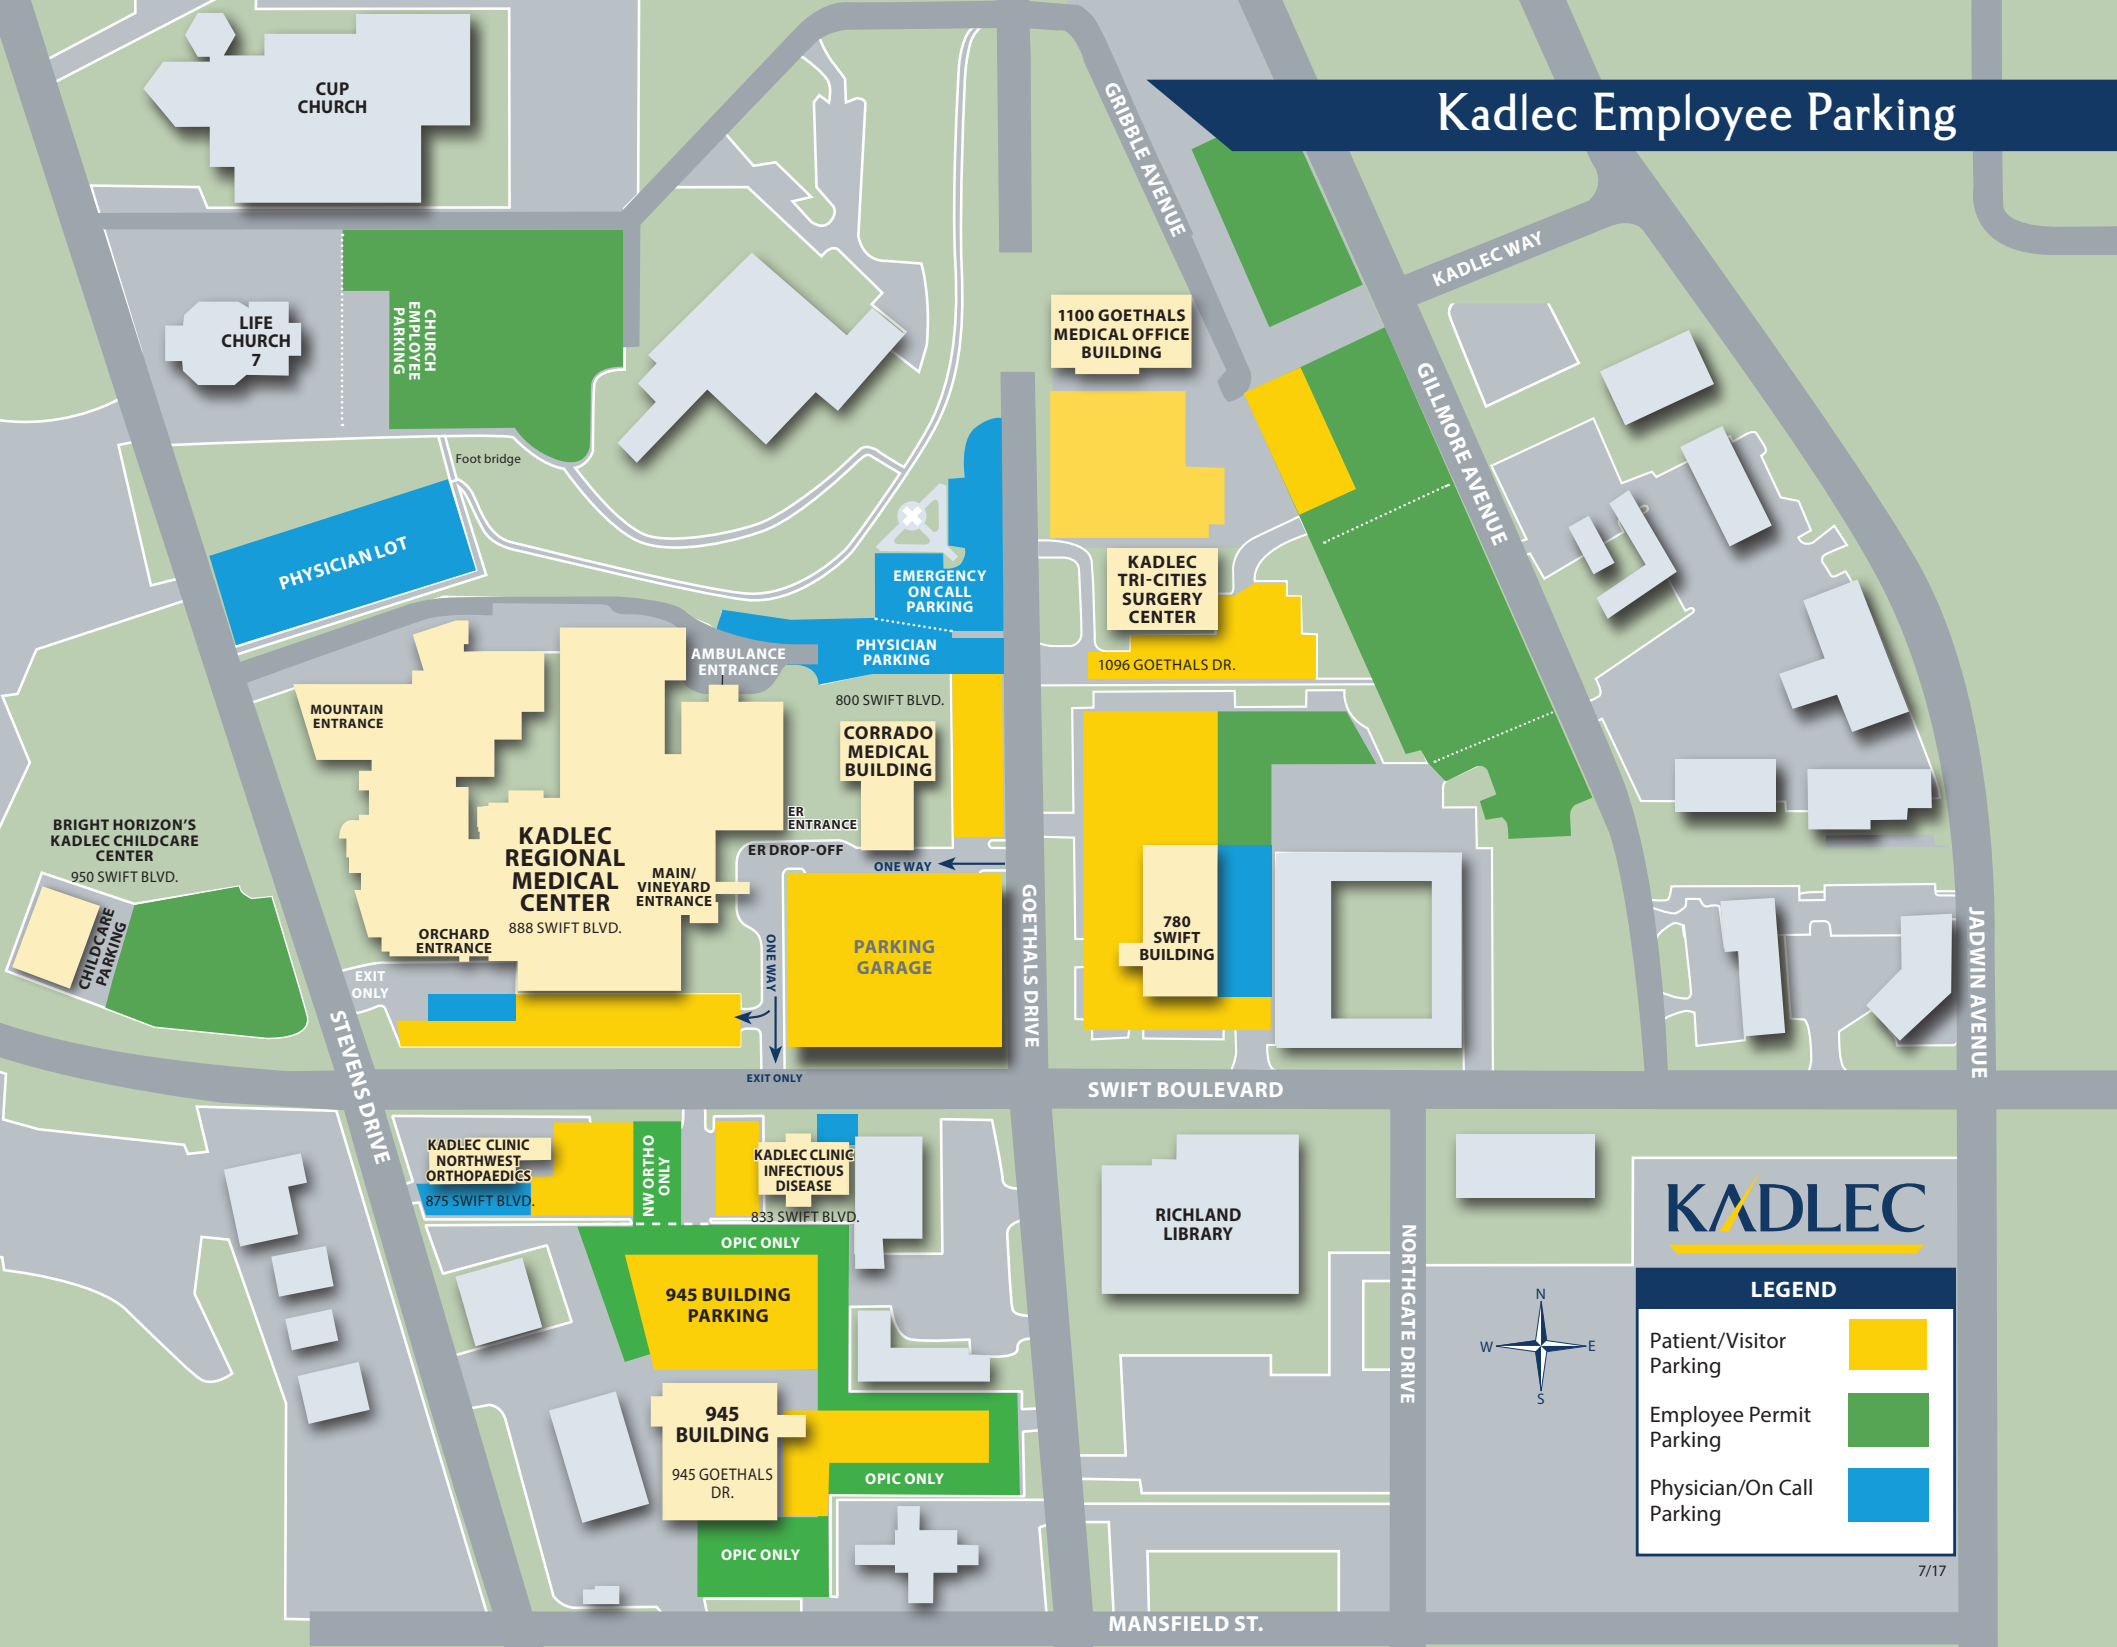 Kadlec Employee Parking
CUP
CHURCH
GRIBBLE AVENUE
KADLEC WAY
LIFE
CHURCH
7
CHURCH
EMPLOYEE
PARKING
1100 GOETHALS
MEDICAL OFFICE
BUILDING
GILLMORE AVENUE
Foot bridge
PHYSICIAN LOT
EMERGENCY
ON CALL
PARKING
KADLEC
TRI-CITIES
SURGERY
CENTER
1096 GOETHALS DR.
AMBULANCE
ENTRANCE
PHYSICIAN
PARKING
800 SWIFT BLVD.
CORRADO
MEDICAL
BUILDING
MOUNTAIN
ENTRANCE
ER
ENTRANCE
ER DROP-OFF
ONE WAY
BRIGHT HORIZON'S
KADLEC CHILDCARE
CENTER
950 SWIFT BLVD.
CHILDCARE
PARKING
KADLEC
REGIONAL
MEDICAL
CENTER
888 SWIFT BLVD.
MAIN/
VINEYARD
ENTRANCE
ORCHARD
ENTRANCE
EXIT
ONLY
ONE WAY
PARKING
GARAGE
GOETHALS DRIVE
780
SWIFT
BUILDING
JADWIN AVENUE
STEVENS DRIVE
EXIT ONLY
SWIFT BOULEVARD
KADLEC CLINIC
NORTHWEST
ORTHOPAEDICS
875 SWIFT BLVD.
NW ORTHO
ONLY
KADLEC CLINIC
INFECTIOUS
DISEASE
833 SWIFT BLVD.
OPIC ONLY
945 BUILDING
PARKING
RICHLAND
LIBRARY
NORTHGATE DRIVE
945
BUILDING
945 GOETHALS
DR.
OPIC ONLY
OPIC ONLY
MANSFIELD ST.
N
W
E
S
KADLEC
LEGEND
Patient/Visitor
Parking
Employee Permit
Parking
Physician/On Call
Parking
7/17